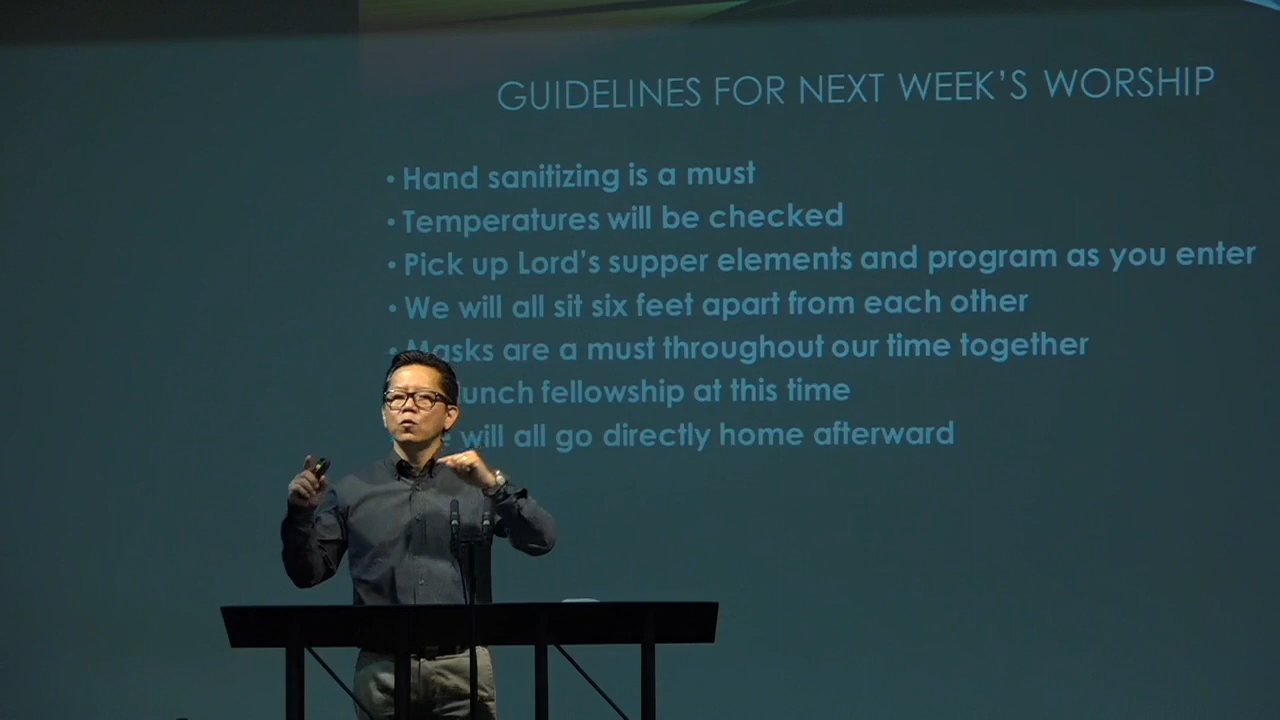 GUIDELINES FOR NEXT WEEK'S WORSHIP
• Hand sanitizing is a must
• Temperatures will be checked
• Pick up Lord's supper elements and program as you enter
• We will all sit six feet apart from each other
• Masks are a must throughout our time together
unch fellowship at this time
will all go directly home afterward